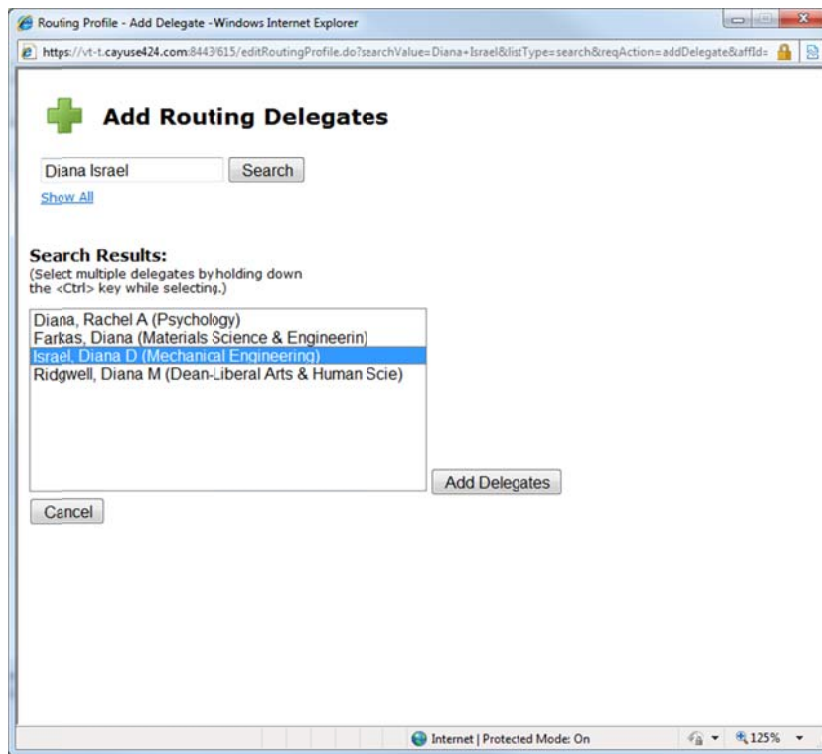 Routing Profile - Add Delegate -Windows Internet Explorer
https://vt-t.cayuse424.com:8443/615/editRoutingProfile.do?searchValue=Diana+Israel&listType=search&reqAction=addDelegate&affId=
Add Routing Delegates
Diana Israel Search
Show All
Search Results:
(Select multiple delegates by holding down
the <Ctrl> key while selecting.)
Diana, Rachel A (Psychology)
Farkas, Diana (Materials Science & Engineerin)
Israel, Diana D (Mechanical Engineering)
Ridgwell, Diana M (Dean-Liberal Arts & Human Scie)
Add Delegates
Cancel
Internet | Protected Mode: On 125%